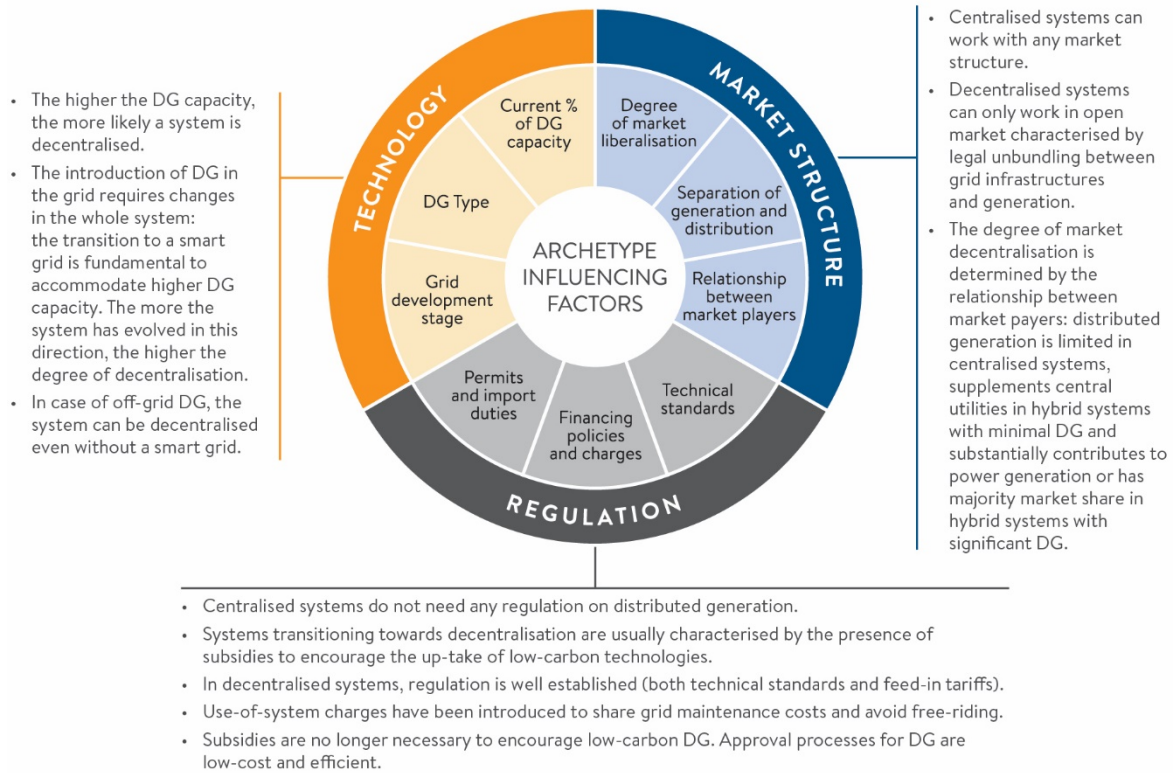 • The higher the DG capacity,
the more likely a system is
decentralised.
• The introduction of DG in
the grid requires changes
in the whole system:
the transition to a smart
grid is fundamental to
accommodate higher DG
capacity. The more the
system has evolved in this
direction, the higher the
degree of decentralisation.
• In case of off-grid DG, the
system can be decentralised
even without a smart grid.
TECHNOLOGY
Current %
of DG
capacity
DG Type
Grid
development
stage
ARCHETYPE
INFLUENCING
FACTORS
MARKET STRUCTURE
Degree
of market
liberalisation
Separation of
generation and
distribution
Relationship
between
market players
• Centralised systems can
work with any market
structure.
• Decentralised systems
can only work in open
market characterised by
legal unbundling between
grid infrastructures
and generation.
• The degree of market
decentralisation is
determined by the
relationship between
market payers: distributed
generation is limited in
centralised systems,
supplements central
utilities in hybrid systems
with minimal DG and
substantially contributes to
power generation or has
majority market share in
hybrid systems with
significant DG.
Permits
and import
duties
Financing
policies
and charges
Technical
standards
REGULATION
• Centralised systems do not need any regulation on distributed generation.
• Systems transitioning towards decentralisation are usually characterised by the presence of
subsidies to encourage the up-take of low-carbon technologies.
• In decentralised systems, regulation is well established (both technical standards and feed-in tariffs).
• Use-of-system charges have been introduced to share grid maintenance costs and avoid free-riding.
• Subsidies are no longer necessary to encourage low-carbon DG. Approval processes for DG are
low-cost and efficient.